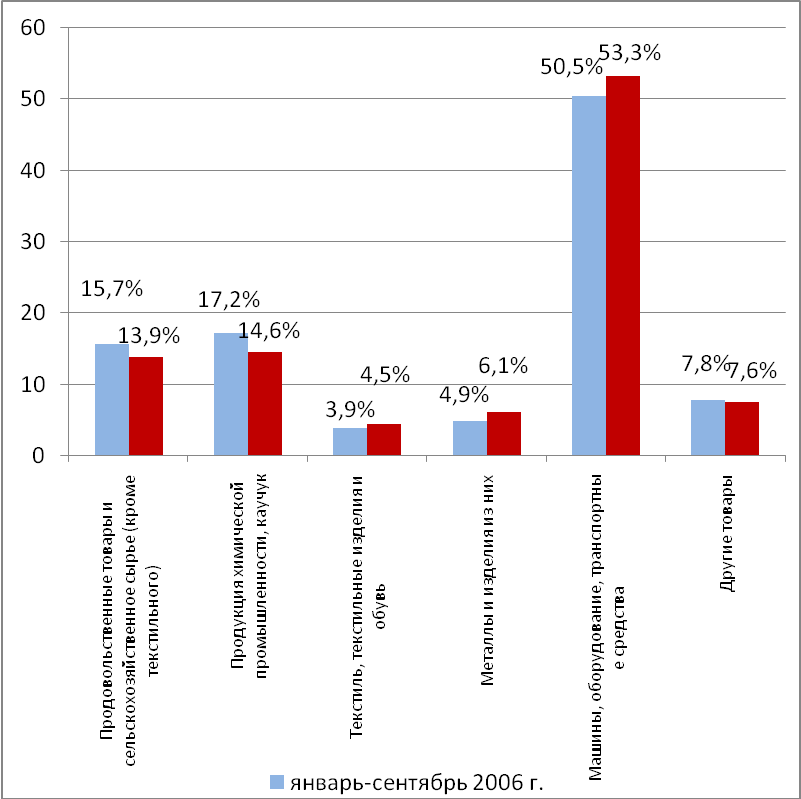 60
50
40
30
20
10
0
15,7%
13,9%
17,2%
14,6%
3,9%
4,5%
4,9%
6,1%
50,5%
53,3%
7,8%
7,6%
Продовольственные товары и
сельскохозяйственное сырье (кроме
текстильного)
Продукция химической
промышленности, каучук
Текстиль, текстильные изделия и
обувь
Металлы и изделия из них
Машины, оборудование, транспортны
е средства
Другие товары
январь-сентябрь 2006 г.